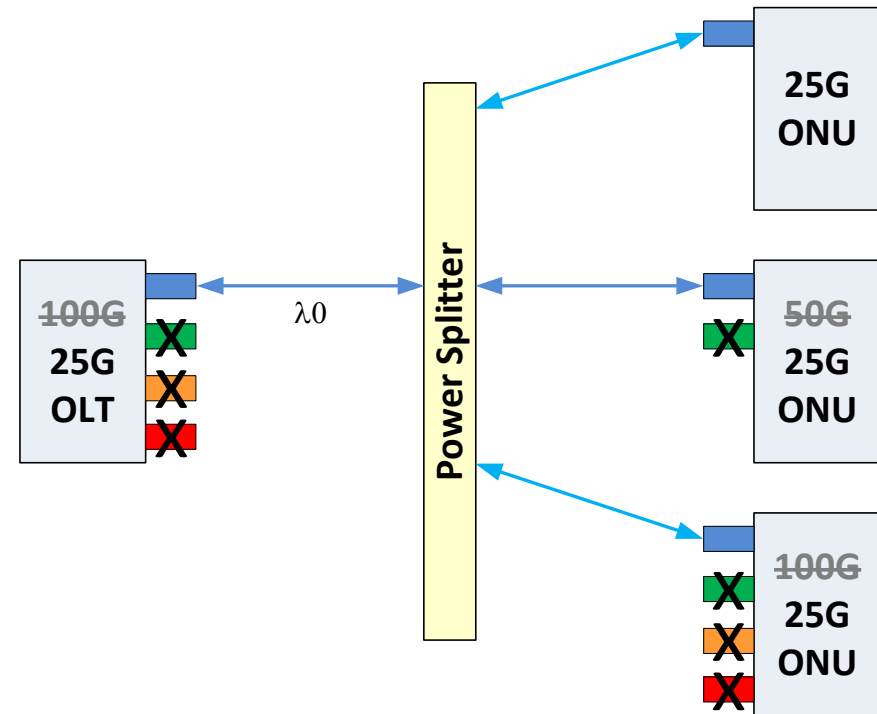 25G
ONU
100G
25G
OLT
X
X
X
λ0
Power Splitter
50G
25G
ONU
X
100G
25G
ONU
X
X
X